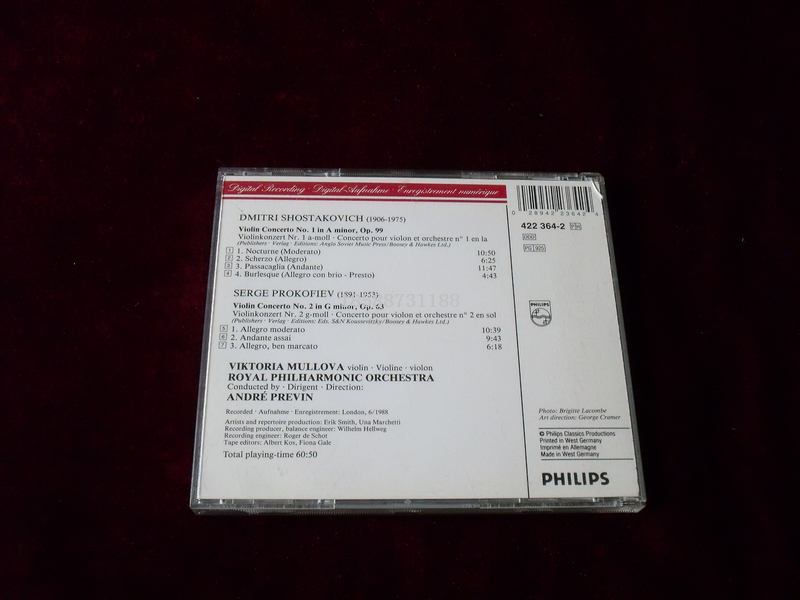 Digital Recording · Digital-Aufnahme · Enregistrement numérique
DMITRI SHOSTAKOVICH (1906-1975)
Violin Concerto No. 1 in A minor, Op. 99
Violinkonzert Nr. 1 a-moll · Concerto pour violon et orchestre n° 1 en la
(Publishers · Verlag · Editions: Anglo Soviet Music Press/Boosey & Hawkes Ltd.)
1 1. Nocturne (Moderato) 10:50
2 2. Scherzo (Allegro) 6:25
3 3. Passacaglia (Andante) 11:47
4 4. Burlesque (Allegro con brio - Presto) 4:43
SERGE PROKOFIEV (1891-1953)
Violin Concerto No. 2 in G minor, Op. 63
Violinkonzert Nr. 2 g-moll · Concerto pour violon et orchestre n° 2 en sol
(Publishers · Verlag · Editions: Eds. S&N Koussevitzky/Boosey & Hawkes Ltd.)
5 1. Allegro moderato 10:39
6 2. Andante assai 9:43
7 3. Allegro, ben marcato 6:18
VIKTORIA MULLOVA violin · Violine · violon
ROYAL PHILHARMONIC ORCHESTRA
Conducted by · Dirigent · Direction:
ANDRÉ PREVIN
Recorded · Aufnahme · Enregistrement: London, 6/1988
Artists and repertoire production: Erik Smith, Una Marchetti
Recording producer, balance engineer: Wilhelm Hellweg
Recording engineer: Roger de Schot
Tape editors: Albert Kos, Fiona Gale
Total playing-time 60:50
0 28942 23642 4
422 364-2
DDD
PG 925
PHILIPS
Photo: Brigitte Lacombe
Art direction: George Cramer
© Philips Classics Productions
Printed in West Germany
Imprimé en Allemagne
Made in West Germany
PHILIPS